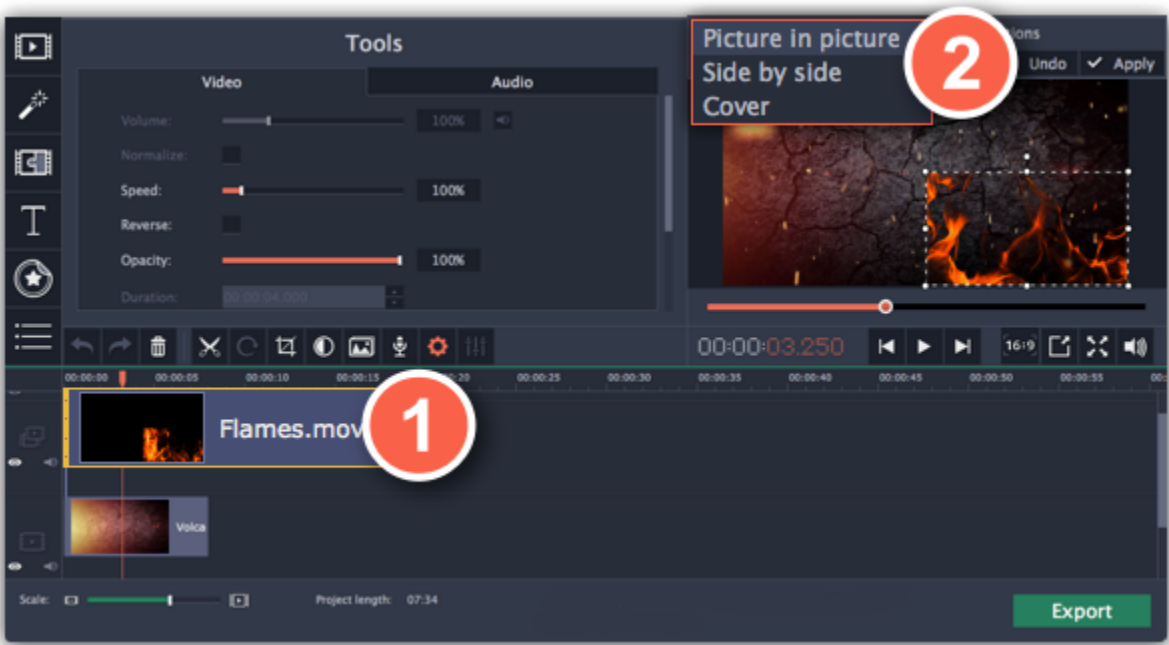 Tools
Video
Audio
Volume:
100%
Normalize:
Speed:
100%
Reverse:
Opacity:
100%
Duration:
00:00:04.000
Picture in picture
Side by side
Cover
2
Undo
Apply
T
00:00:03.250
16:9
00:00:00
00:00:05
00:00:10
00:00:15
00:00:25
00:00:30
00:00:35
00:00:40
00:00:45
00:00:50
00:00:55
Flames.mov
1
Volca
Scale:
Project length: 07:34
Export